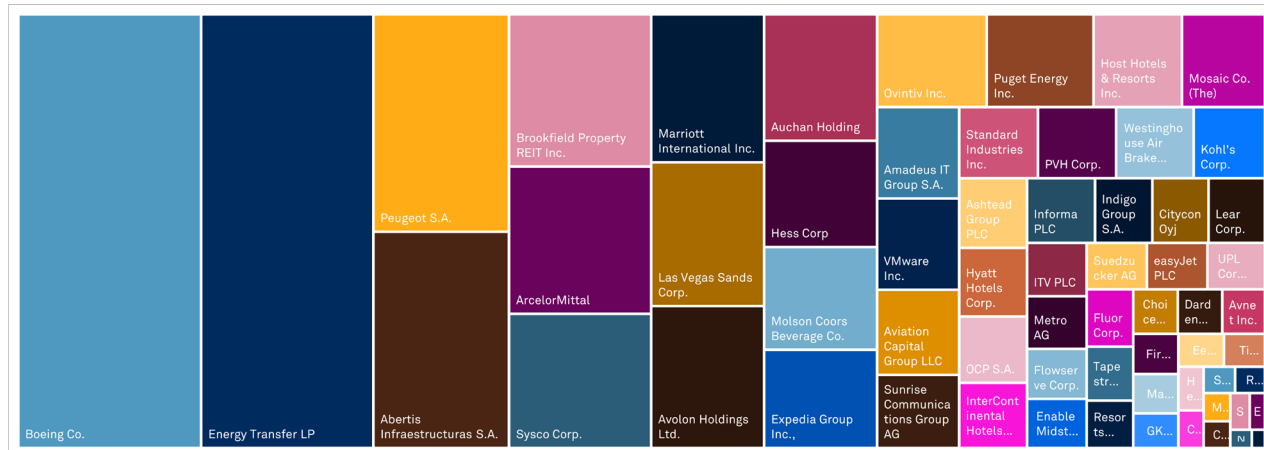 Boeing Co.
Energy Transfer LP
Peugeot S.A.
Abertis
Infraestructuras S.A.
Brookfield Property
REIT Inc.
ArcelorMittal
Sysco Corp.
Marriott
International Inc.
Las Vegas Sands
Corp.
Avolon Holdings
Ltd.
Auchan Holding
Hess Corp
Molson Coors
Beverage Co.
Expedia Group
Inc.,
Ovintiv Inc.
Puget Energy
Inc.
Host Hotels
& Resorts
Inc.
Mosaic Co.
(The)
Amadeus IT
Group S.A.
VMware
Inc.
Aviation
Capital
Group LLC
Sunrise
Communica
tions Group
AG
Standard
Industries
Inc.
PVH Corp.
Westingho
use Air
Brake...
Kohl's
Corp.
Ashtead
Group
PLC
Hyatt
Hotels
Corp.
OCP S.A.
InterCont
inental
Hotels...
Informa
PLC
Indigo
Group
S.A.
Citycon
Oyj
Lear
Corp.
ITV PLC
Suedzu
cker AG
easyJet
PLC
UPL
Cor...
Metro
AG
Fluor
Corp.
Choi
ce...
Dard
en...
Avne
t Inc.
Flowser
ve Corp.
Tape
str...
Fir...
Ee...
Ti...
Enable
Midst...
Resor
ts...
Ma...
GK...
H
e...
C...
S...
R...
M...
C...
S
E
N